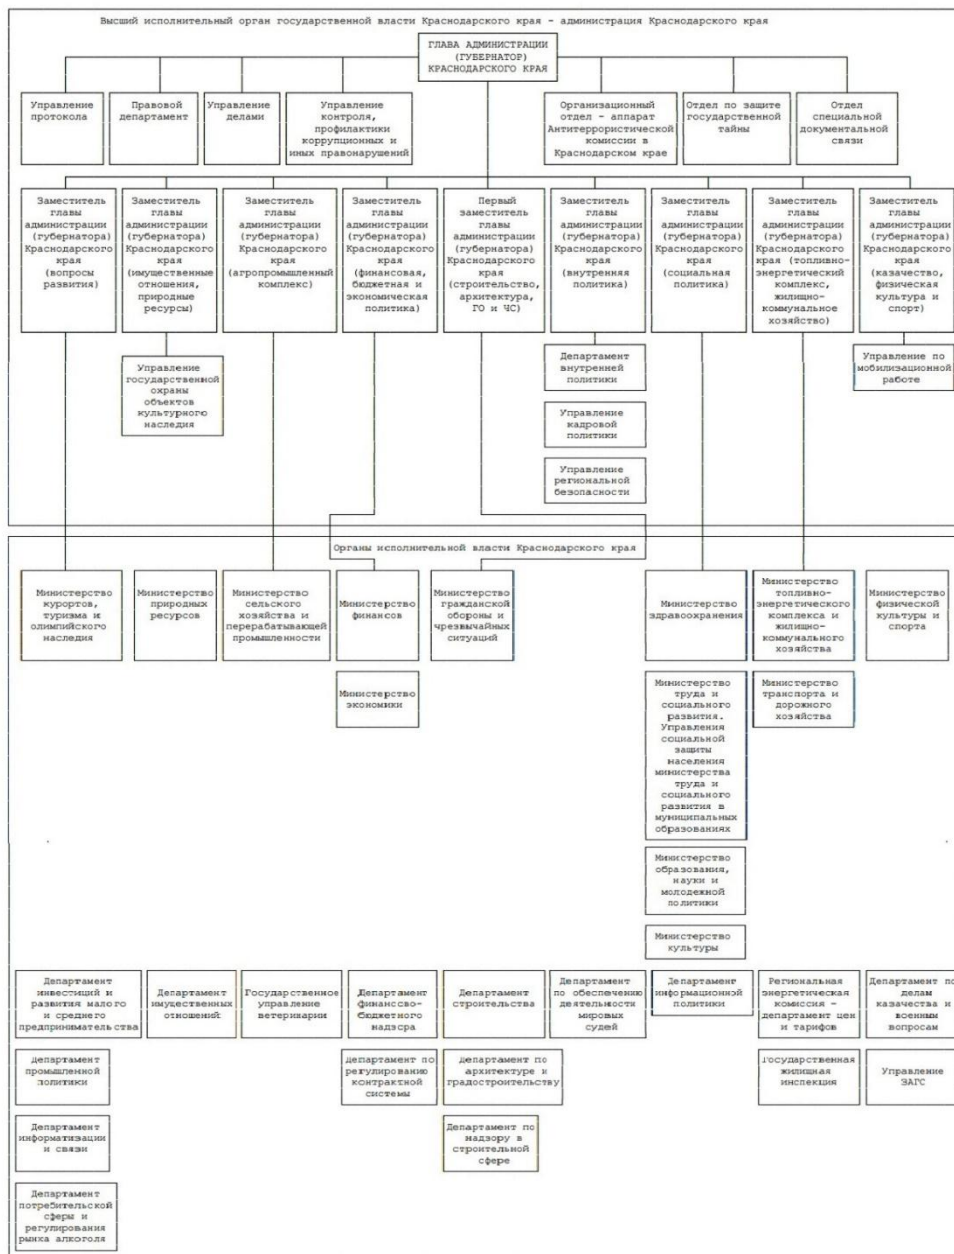 Высший исполнительный орган государственной власти Краснодарского края - администрация Краснодарского края
ГЛАВА АДМИНИСТРАЦИИ
(ГУБЕРНАТОР)
КРАСНОДАРСКОГО КРАЯ
Управление
протокола
Правовой
департамент
Управление
делами
Управление
контроля,
профилактики
коррупционных и
иных правонарушений
Организационный
отдел - аппарат
Антитеррористической
комиссии в
Краснодарском крае
Отдел по защите
государственной
тайны
Отдел
специальной
документальной
связи
Заместитель
главы
администрации
(губернатора)
Краснодарского
края
(вопросы
развития)
Заместитель
главы
администрации
(губернатора)
Краснодарского
края
(имущественные
отношения,
природные
ресурсы)
Заместитель
главы
администрации
(губернатора)
Краснодарского
края
(агропромышленный
комплекс)
Заместитель
главы
администрации
(губернатора)
Краснодарского
края
(финансовая,
бюджетная и
экономическая
политика)
Первый
заместитель
главы
администрации
(губернатора)
Краснодарского
края
(строительство,
архитектура,
ГО и ЧС)
Заместитель
главы
администрации
(губернатора)
Краснодарского
края
(внутренняя
политика)
Заместитель
главы
администрации
(губернатора)
Краснодарского
края
(социальная
политика)
Заместитель
главы
администрации
(губернатора)
Краснодарского
края (топливно-
энергетический
комплекс,
жилищно-
коммунальное
хозяйство)
Заместитель
главы
администрации
(губернатора)
Краснодарского
края
(казачество,
физическая
культура и
спорт)
Управление
государственной
охраны
объектов
культурного
наследия
Департамент
внутренней
политики
Управление
кадровой
политики
Управление
региональной
безопасности
Управление по
мобилизационной
работе
Органы исполнительной власти Краснодарского края
Министерство
курортов,
туризма и
олимпийского
наследия
Министерство
природных
ресурсов
Министерство
сельского
хозяйства и
перерабатывающей
промышленности
Министерство
финансов
Министерство
гражданской
обороны и
чрезвычайных
ситуаций
Министерство
здравоохранения
Министерство
топливно-
энергетического
комплекса и
жилищно-
коммунального
хозяйства
Министерство
физической
культуры и
спорта
Министерство
экономики
Министерство
труда и
социального
развития.
Управления
социальной
защиты
населения
министерства
труда и
социального
развития в
муниципальных
образованиях
Министерство
транспорта и
дорожного
хозяйства
Министерство
образования,
науки и
молодежной
политики
Министерство
культуры
Департамент
инвестиций и
развития малого
и среднего
предпринимательства
Департамент
имущественных
отношений
Государственное
управление
ветеринарии
Департамент
финансово-
бюджетного
надзора
Департамент
строительства
Департамент
по обеспечению
деятельности
мировых
судей
Департамент
информационной
политики
Региональная
энергетическая
комиссия -
департамент цен
и тарифов
Департамент по
делам
казачества и
военным
вопросам
Департамент
промышленной
политики
Департамент по
регулированию
контрактной
системы
Департамент по
архитектуре и
градостроительству
Государственная
жилищная
инспекция
Управление
ЗАГС
Департамент
информатизации
и связи
Департамент по
надзору в
строительной
сфере
Департамент
потребительской
сферы и
регулирования
рынка алкоголя